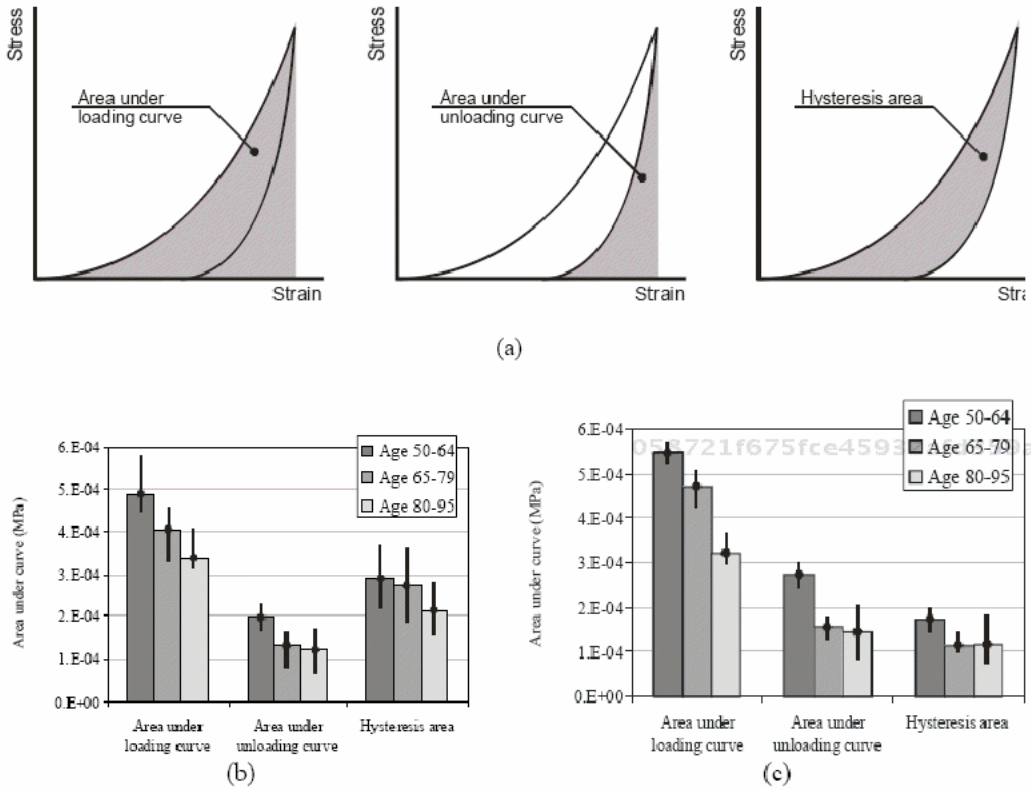 Stress
Area under
loading curve
Strain
Stress
Area under
unloading curve
Strain
Stress
Hysteresis area
Stra
(a)
Area under curve (MPa)
6.E-04
5.E-04
4.E-04
3.E-04
2.E-04
1.E-04
0.E+00
Age 50-64
Age 65-79
Age 80-95
Area under
loading curve
Area under
unloading curve
Hysteresis area
(b)
Area under curve (MPa)
6.E-04
5.E-04
4.E-04
3.E-04
2.E-04
1.E-04
0.E+00
Age 50-64
Age 65-79
Age 80-95
Area under
loading curve
Area under
unloading curve
Hysteresis area
(c)